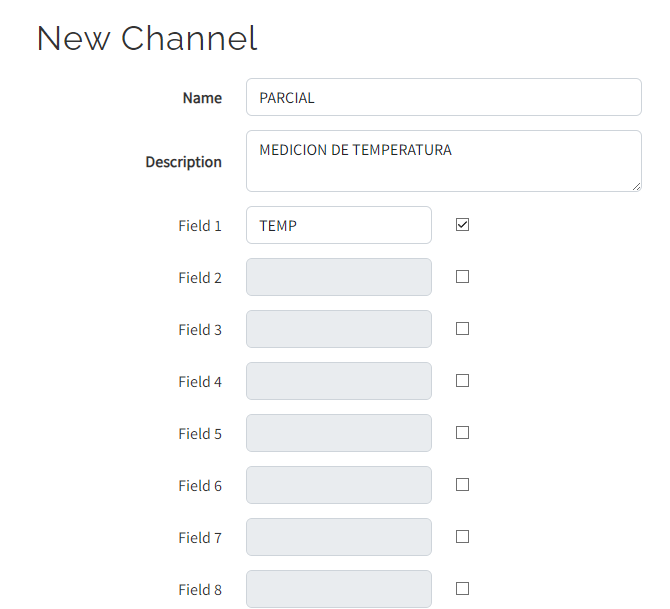 New Channel
Name PARCIAL
Description MEDICION DE TEMPERATURA
Field 1 TEMP
Field 2
Field 3
Field 4
Field 5
Field 6
Field 7
Field 8